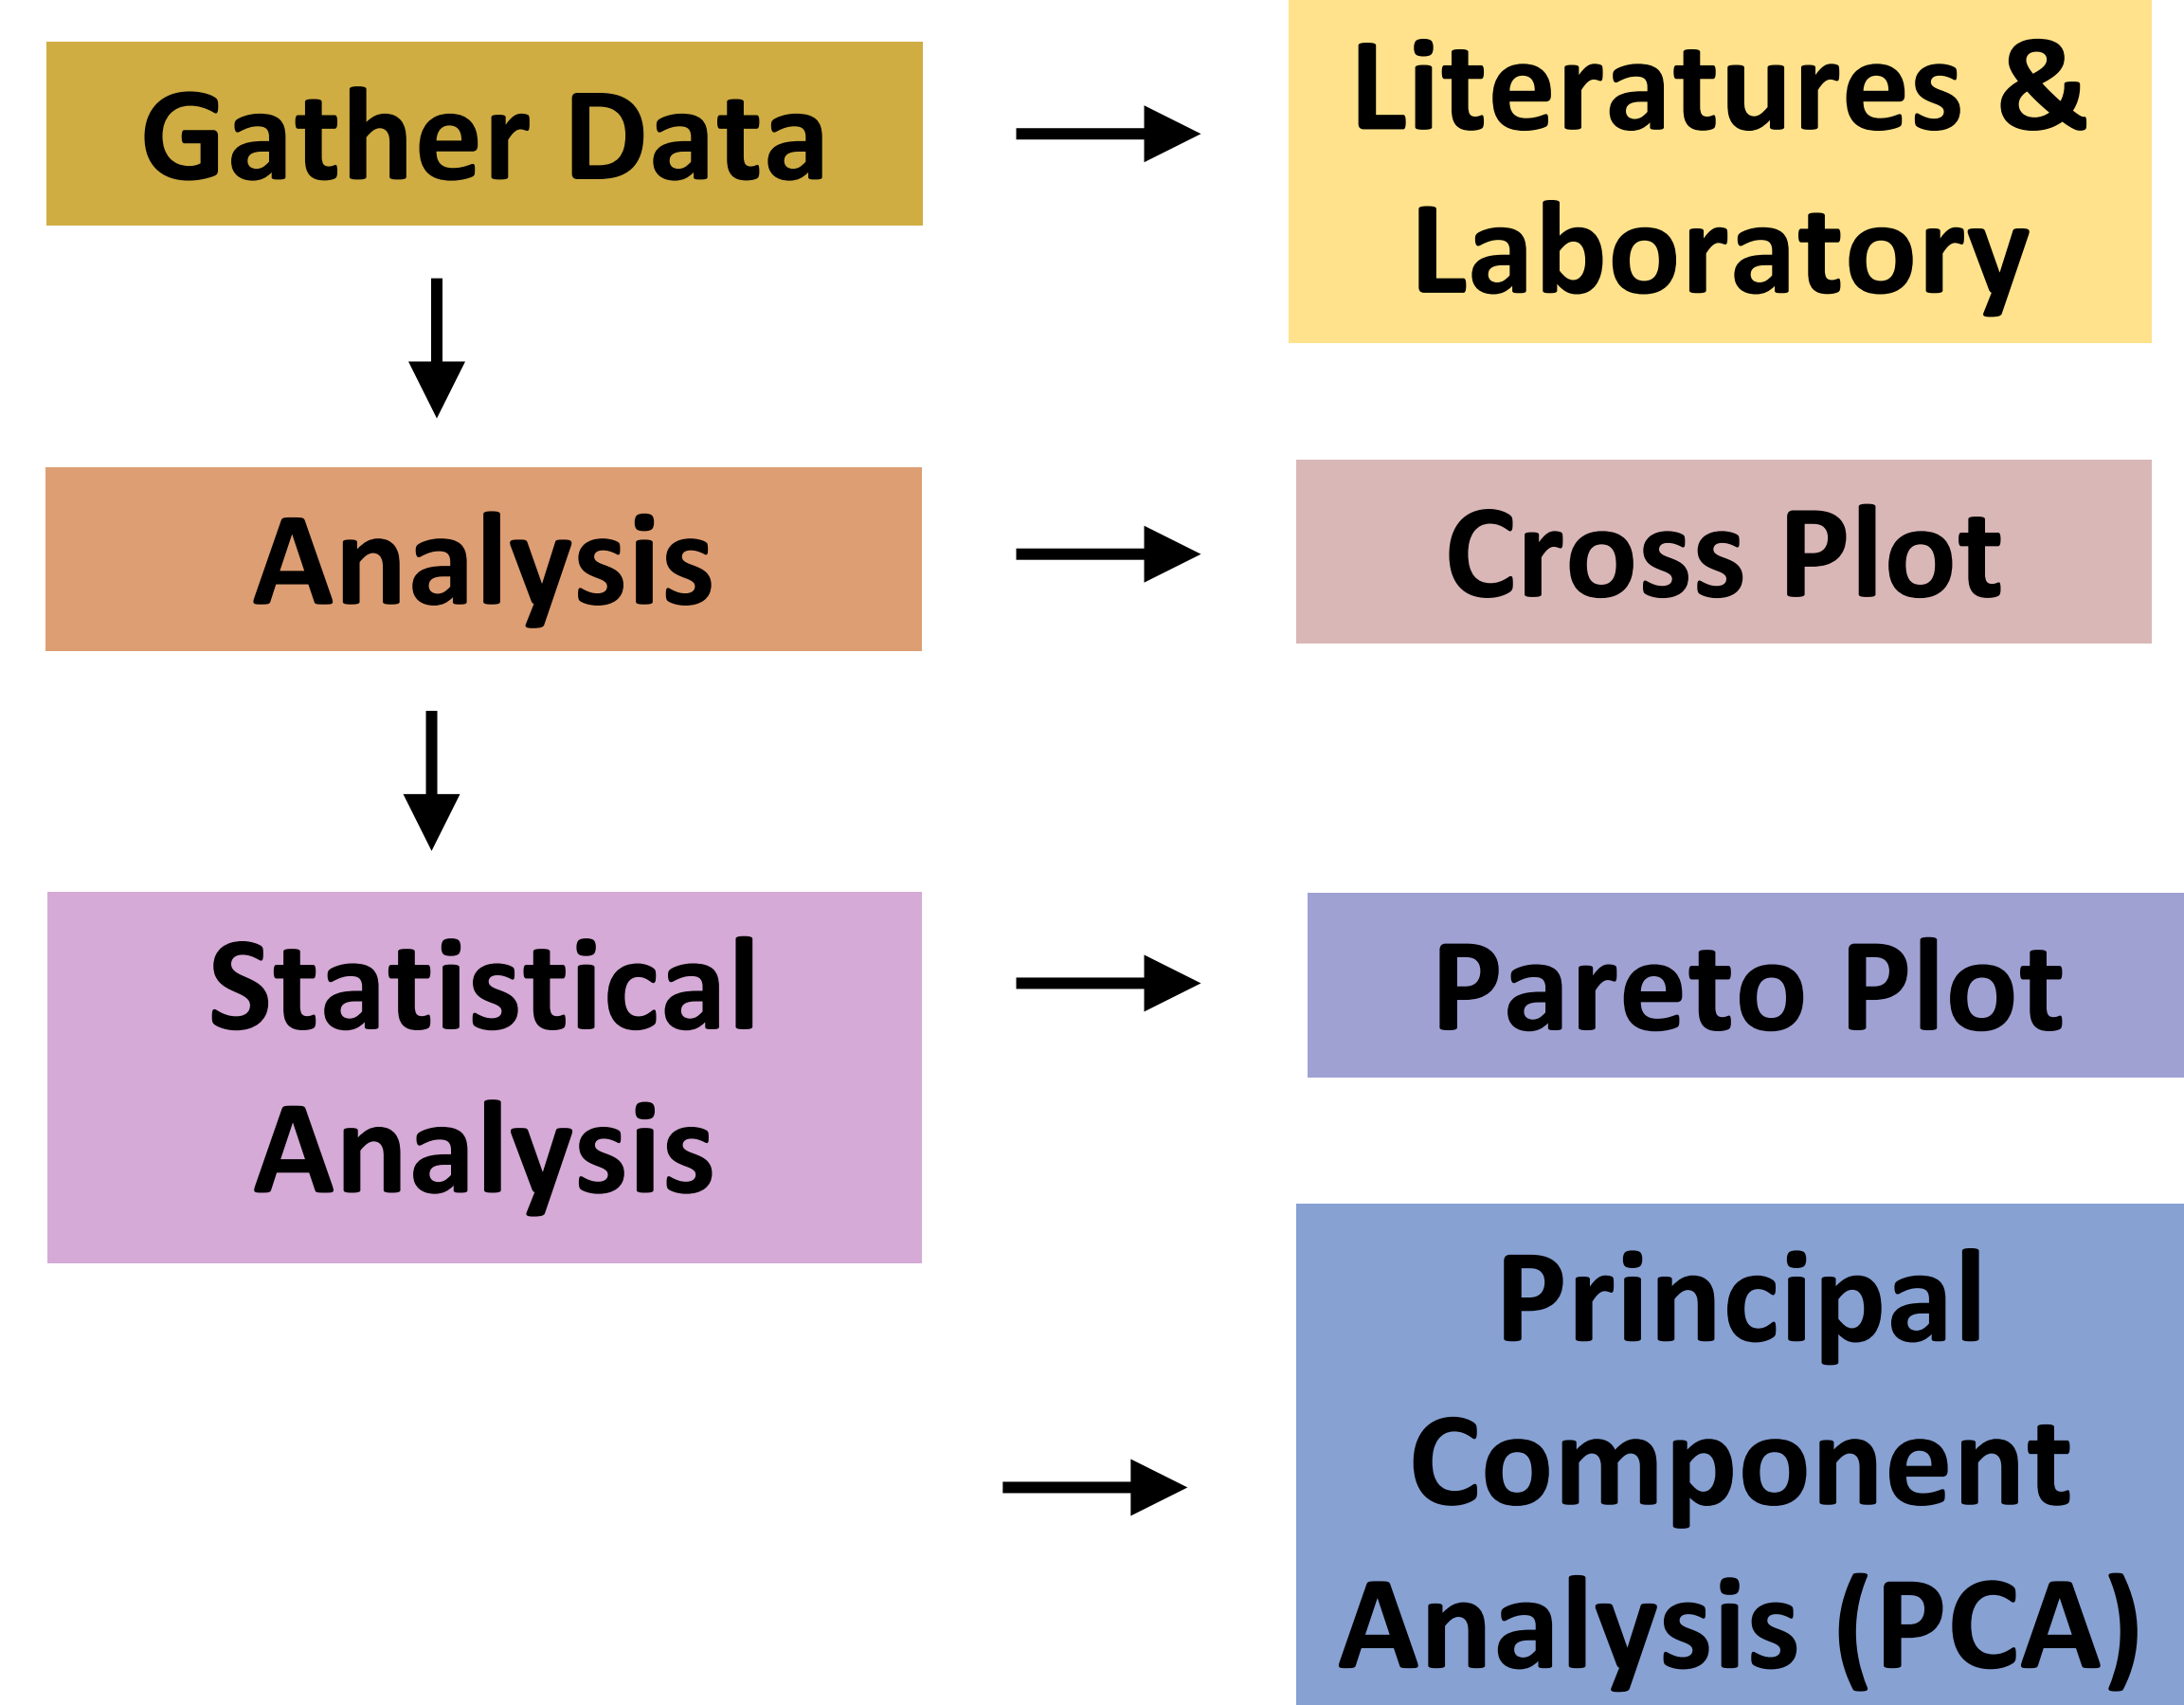 Gather Data
Literatures &
Laboratory
Analysis
Cross Plot
Statistical
Analysis
Pareto Plot
Principal
Component
Analysis (PCA)